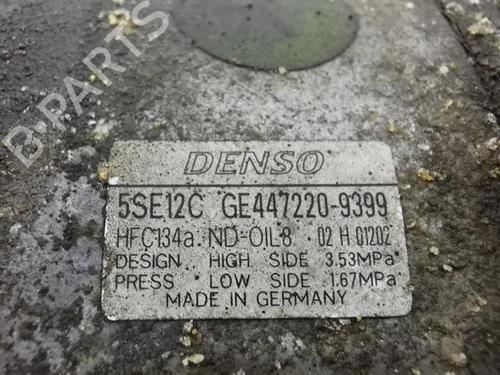 B-PARTS
DENSO
5SE12C GE447220-9399
HFC134a ND-OIL8 02 H 01202
DESIGN HIGH SIDE 3.53MPa
PRESS LOW SIDE 1.67MPa
MADE IN GERMANY